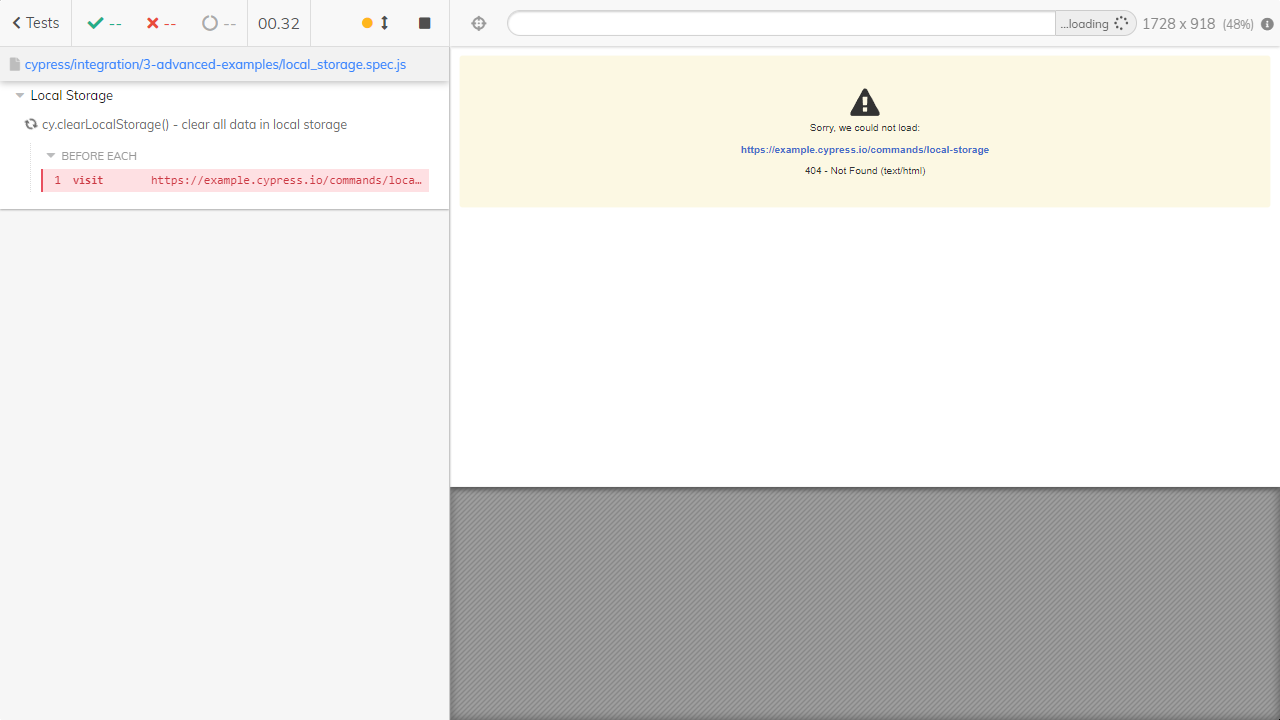 Tests -- -- -- 00.32 ...loading 1728 x 918 (48%)
cypress/integration/3-advanced-examples/local_storage.spec.js
Local Storage
cy.clearLocalStorage() - clear all data in local storage
BEFORE EACH
1 visit https://example.cypress.io/commands/loca…
Sorry, we could not load:
https://example.cypress.io/commands/local-storage
404 - Not Found (text/html)